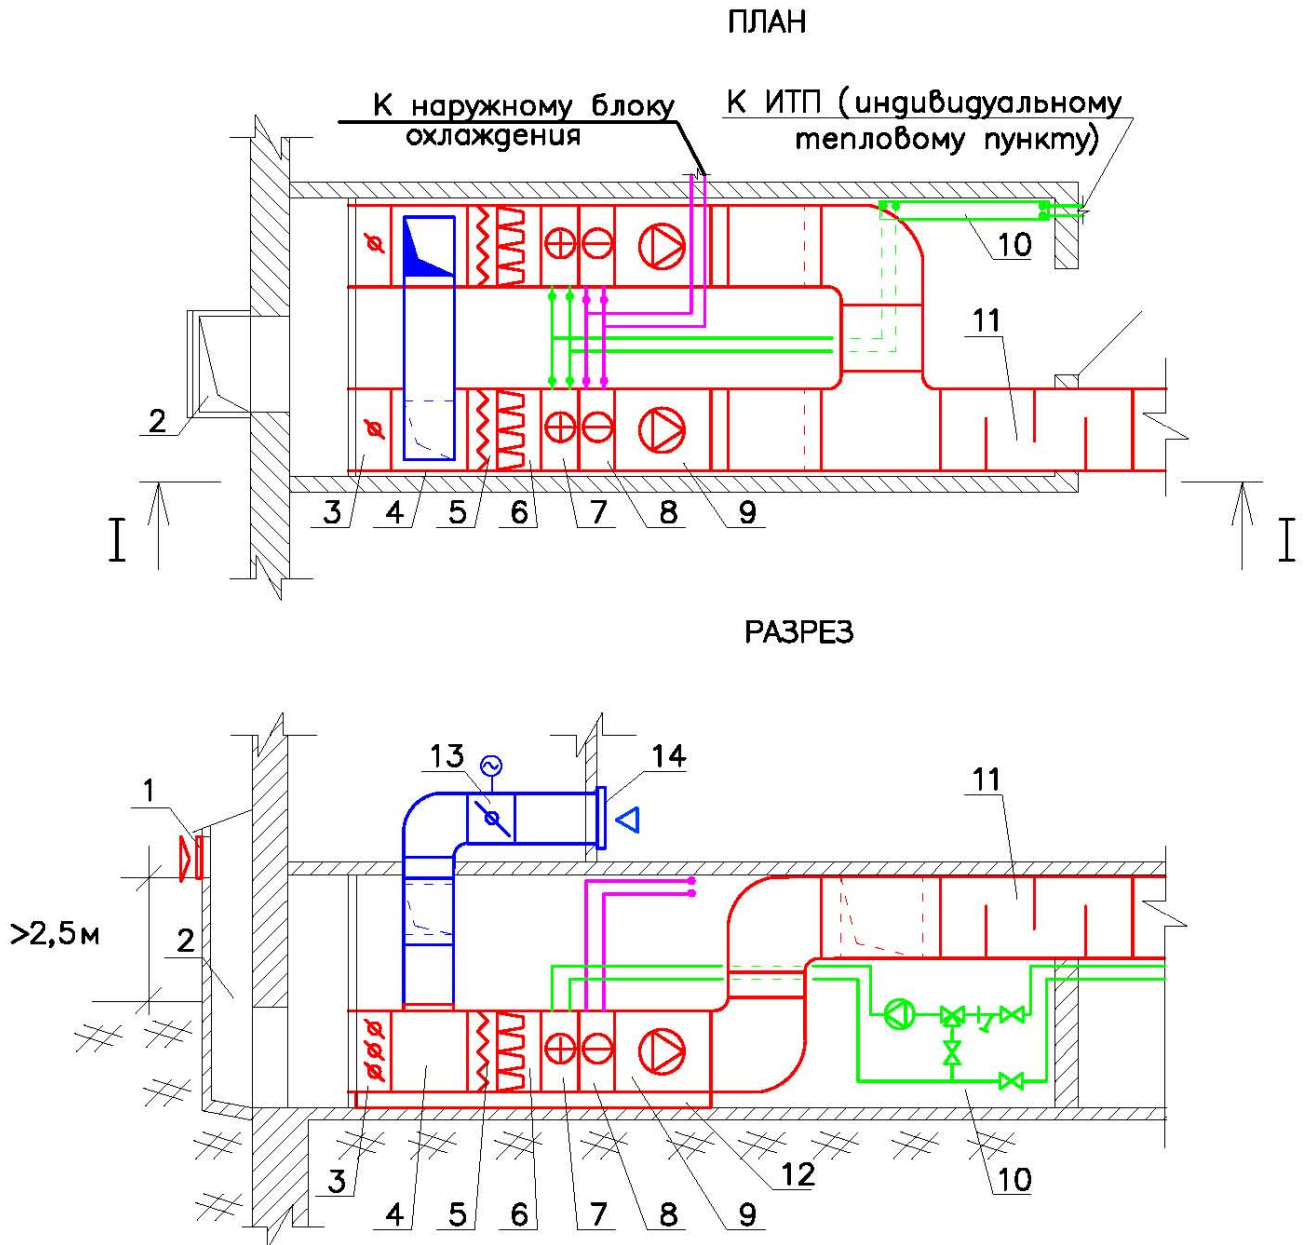 ПЛАН
К наружному блоку
охлаждения
К ИТП (индивидуальному
тепловому пункту)
10
11
2
3 4 5 6 7 8 9
I I
РАЗРЕЗ
13 14
11
1
>2,5м
2
3 12 10
4 5 6 7 8 9